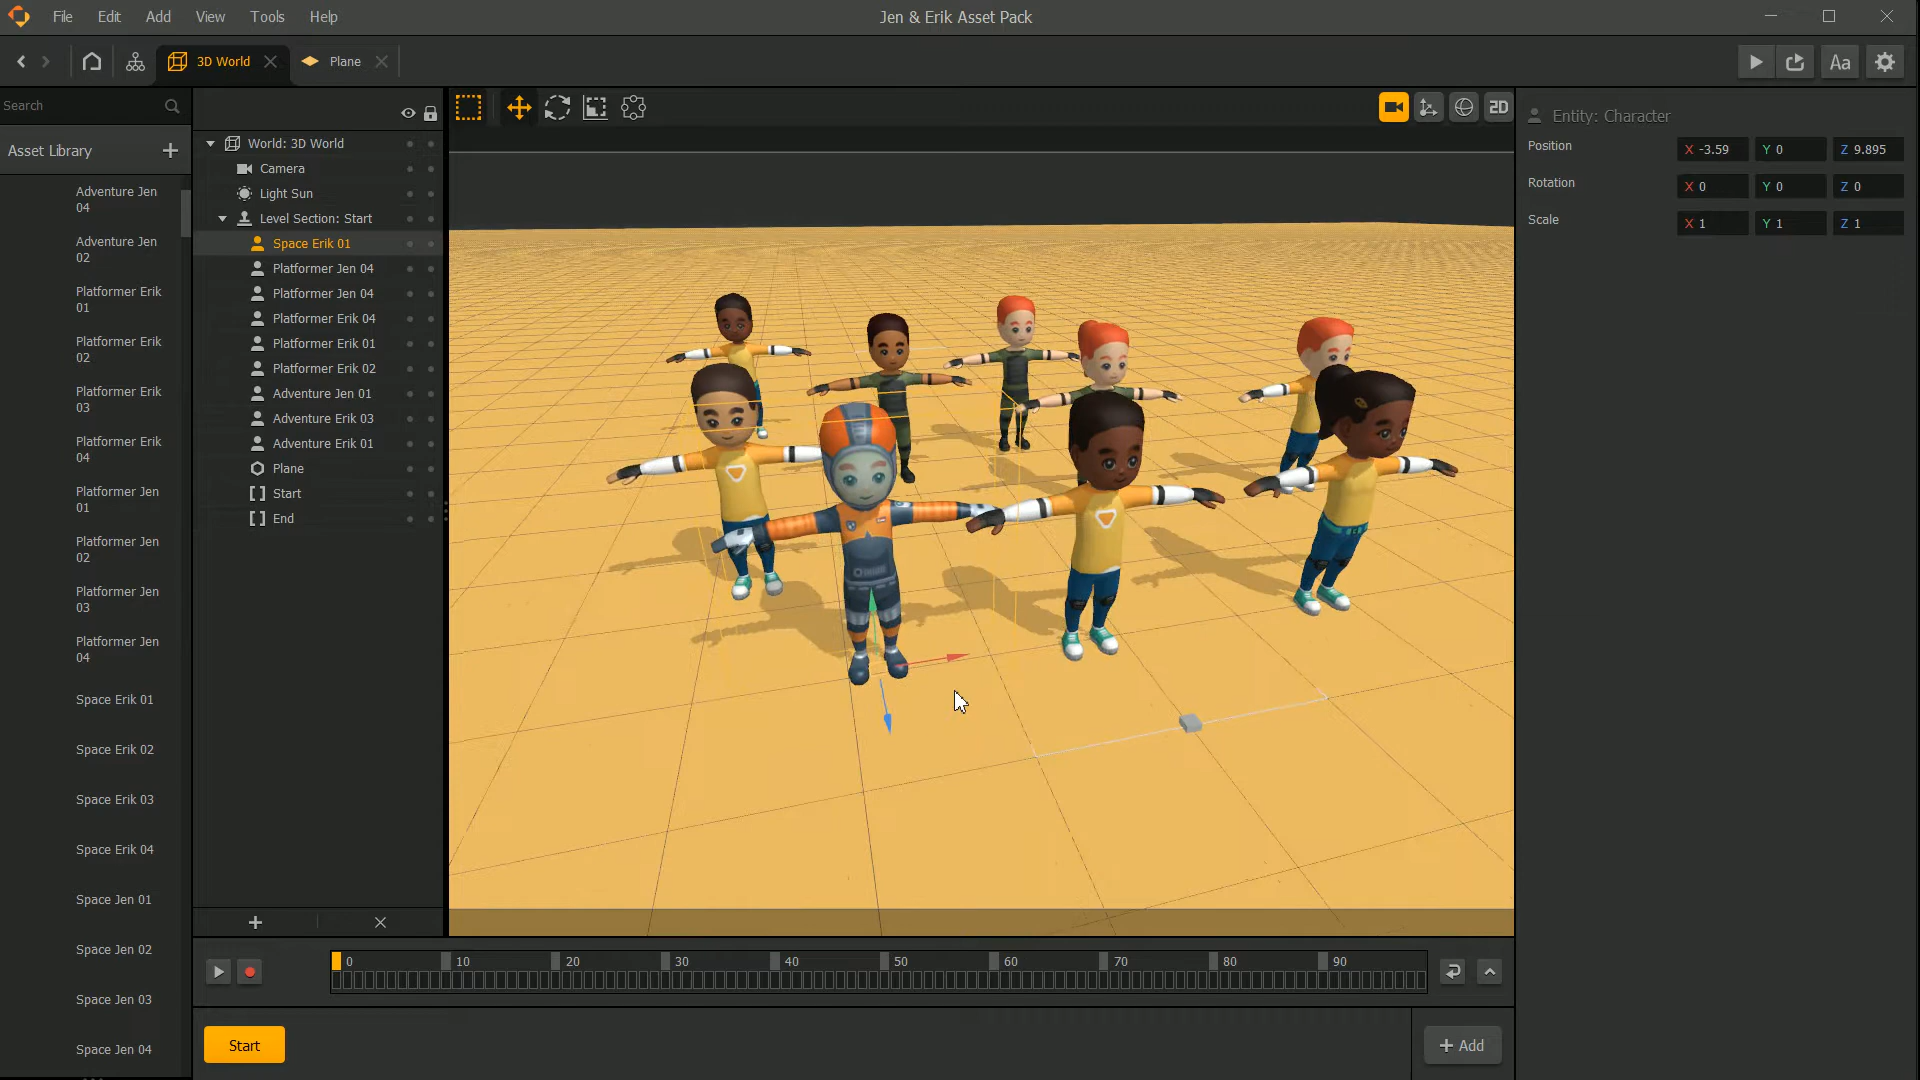 File Edit Add View Tools Help
Jen & Erik Asset Pack
3D World
Plane
Aa
Search
Asset Library
Adventure Jen
04
Adventure Jen
02
Platformer Erik
01
Platformer Erik
02
Platformer Erik
03
Platformer Erik
04
Platformer Jen
01
Platformer Jen
02
Platformer Jen
03
Platformer Jen
04
Space Erik 01
Space Erik 02
Space Erik 03
Space Erik 04
Space Jen 01
Space Jen 02
Space Jen 03
Space Jen 04
World: 3D World
Camera
Light Sun
Level Section: Start
Space Erik 01
Platformer Jen 04
Platformer Jen 04
Platformer Erik 04
Platformer Erik 01
Platformer Erik 02
Adventure Jen 01
Adventure Erik 03
Adventure Erik 01
Plane
Start
End
2D
Entity: Character
Position X -3.59 Y 0 Z 9.895
Rotation X 0 Y 0 Z 0
Scale X 1 Y 1 Z 1
0 10 20 30 40 50 60 70 80 90
Start
Add